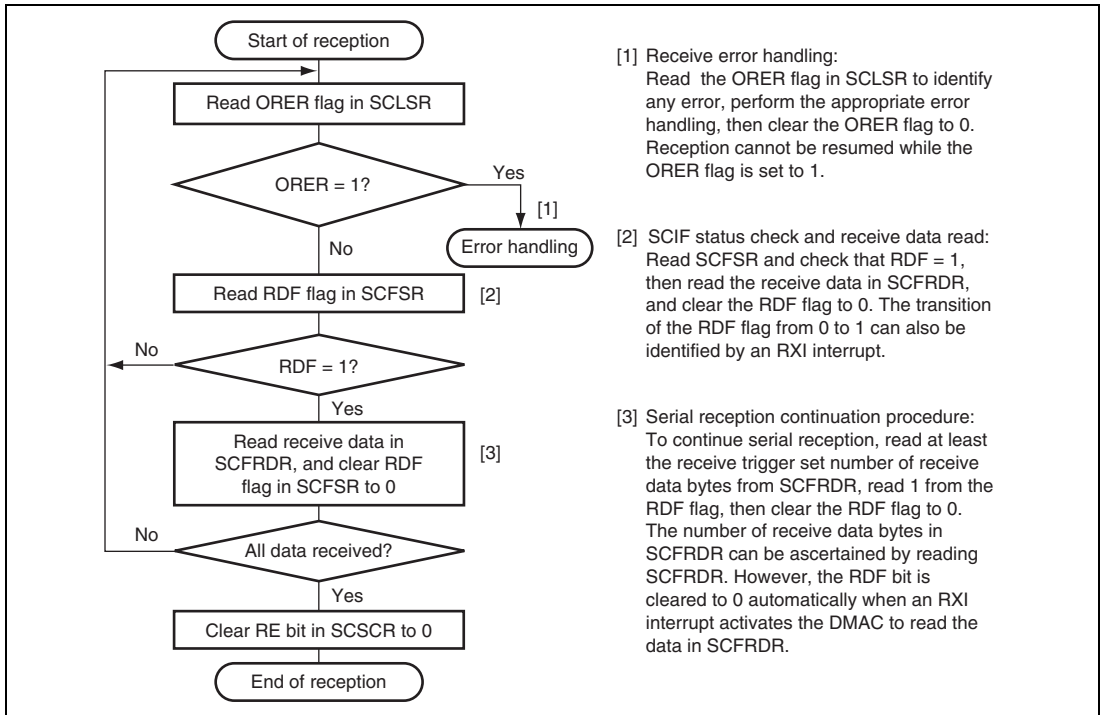 Start of reception
Read ORER flag in SCLSR
ORER = 1?
Yes
[1]
Error handling
No
Read RDF flag in SCFSR
[2]
No
RDF = 1?
Yes
Read receive data in
SCFRDR, and clear RDF
flag in SCFSR to 0
[3]
No
All data received?
Yes
Clear RE bit in SCSCR to 0
End of reception
[1] Receive error handling:
Read the ORER flag in SCLSR to identify
any error, perform the appropriate error
handling, then clear the ORER flag to 0.
Reception cannot be resumed while the
ORER flag is set to 1.
[2] SCIF status check and receive data read:
Read SCFSR and check that RDF = 1,
then read the receive data in SCFRDR,
and clear the RDF flag to 0. The transition
of the RDF flag from 0 to 1 can also be
identified by an RXI interrupt.
[3] Serial reception continuation procedure:
To continue serial reception, read at least
the receive trigger set number of receive
data bytes from SCFRDR, read 1 from the
RDF flag, then clear the RDF flag to 0.
The number of receive data bytes in
SCFRDR can be ascertained by reading
SCFRDR. However, the RDF bit is
cleared to 0 automatically when an RXI
interrupt activates the DMAC to read the
data in SCFRDR.